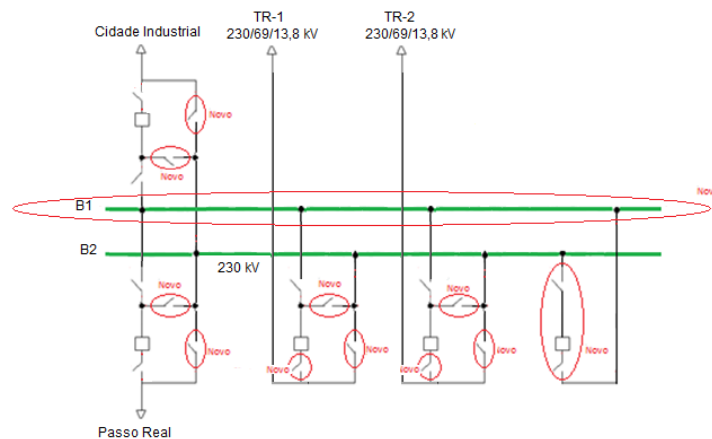 TR-1
TR-2
Cidade Industrial
230/69/13,8 kV
230/69/13,8 kV
Novo
Novo
Nov
B1
B2
230 kV
Novo
Novo
Novo
Novo
Novo
Novo
Novo
Novo
Novo
Passo Real